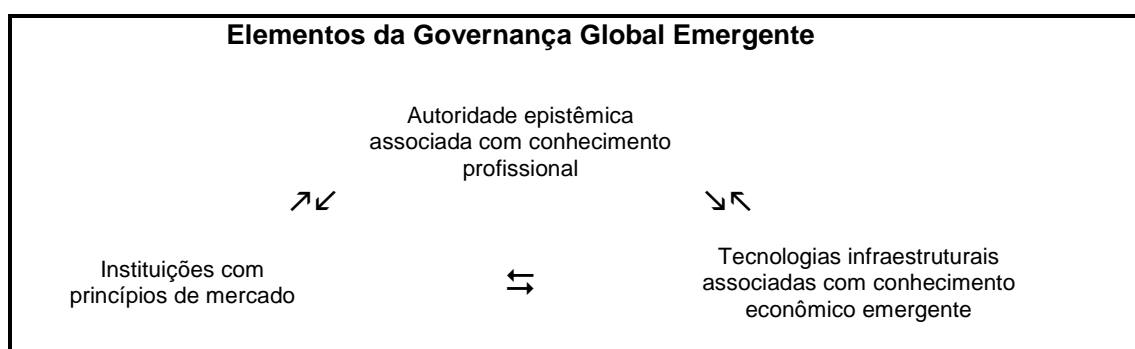 Elementos da Governança Global Emergente
Autoridade epistêmica
associada com conhecimento
profissional
↗↙ ↘↖
Instituições com
princípios de mercado
⇆
Tecnologias infraestruturais
associadas com conhecimento
econômico emergente